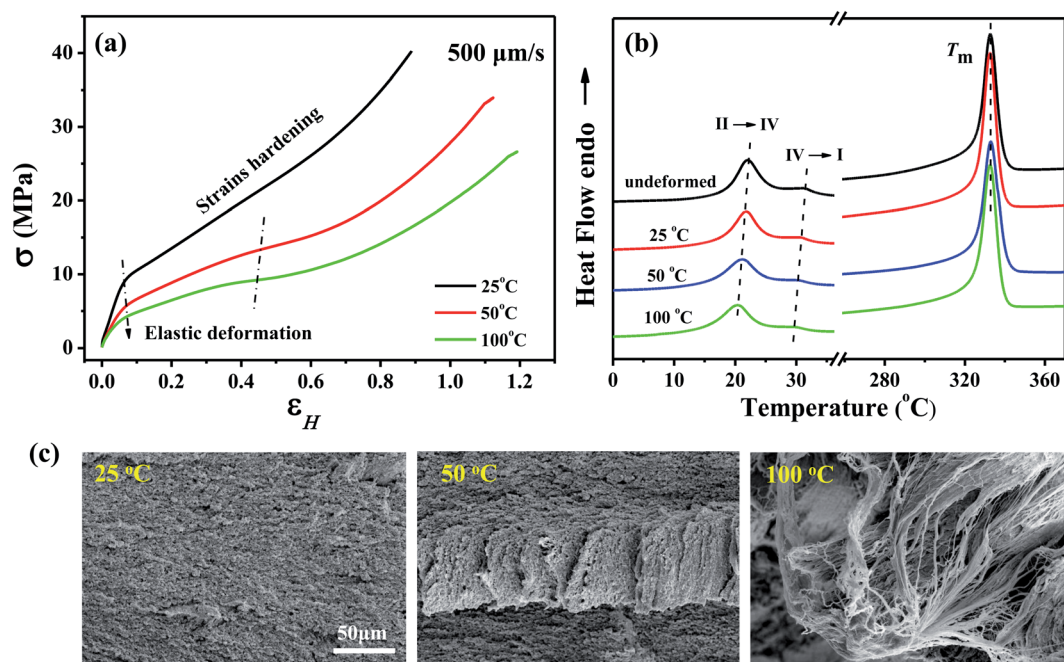 (a)
500 μm/s
σ (MPa)
40
30
20
10
0
Strains hardening
Elastic deformation
25°C
50°C
100°C
0.0 0.2 0.4 0.6 0.8 1.0 1.2
ε_H
(b)
Heat Flow endo
T_m
II → IV
IV → I
undeformed
25 °C
50 °C
100 °C
0 10 20 30 280 320 360
Temperature (°C)
(c)
25 °C
50 °C
100 °C
50μm